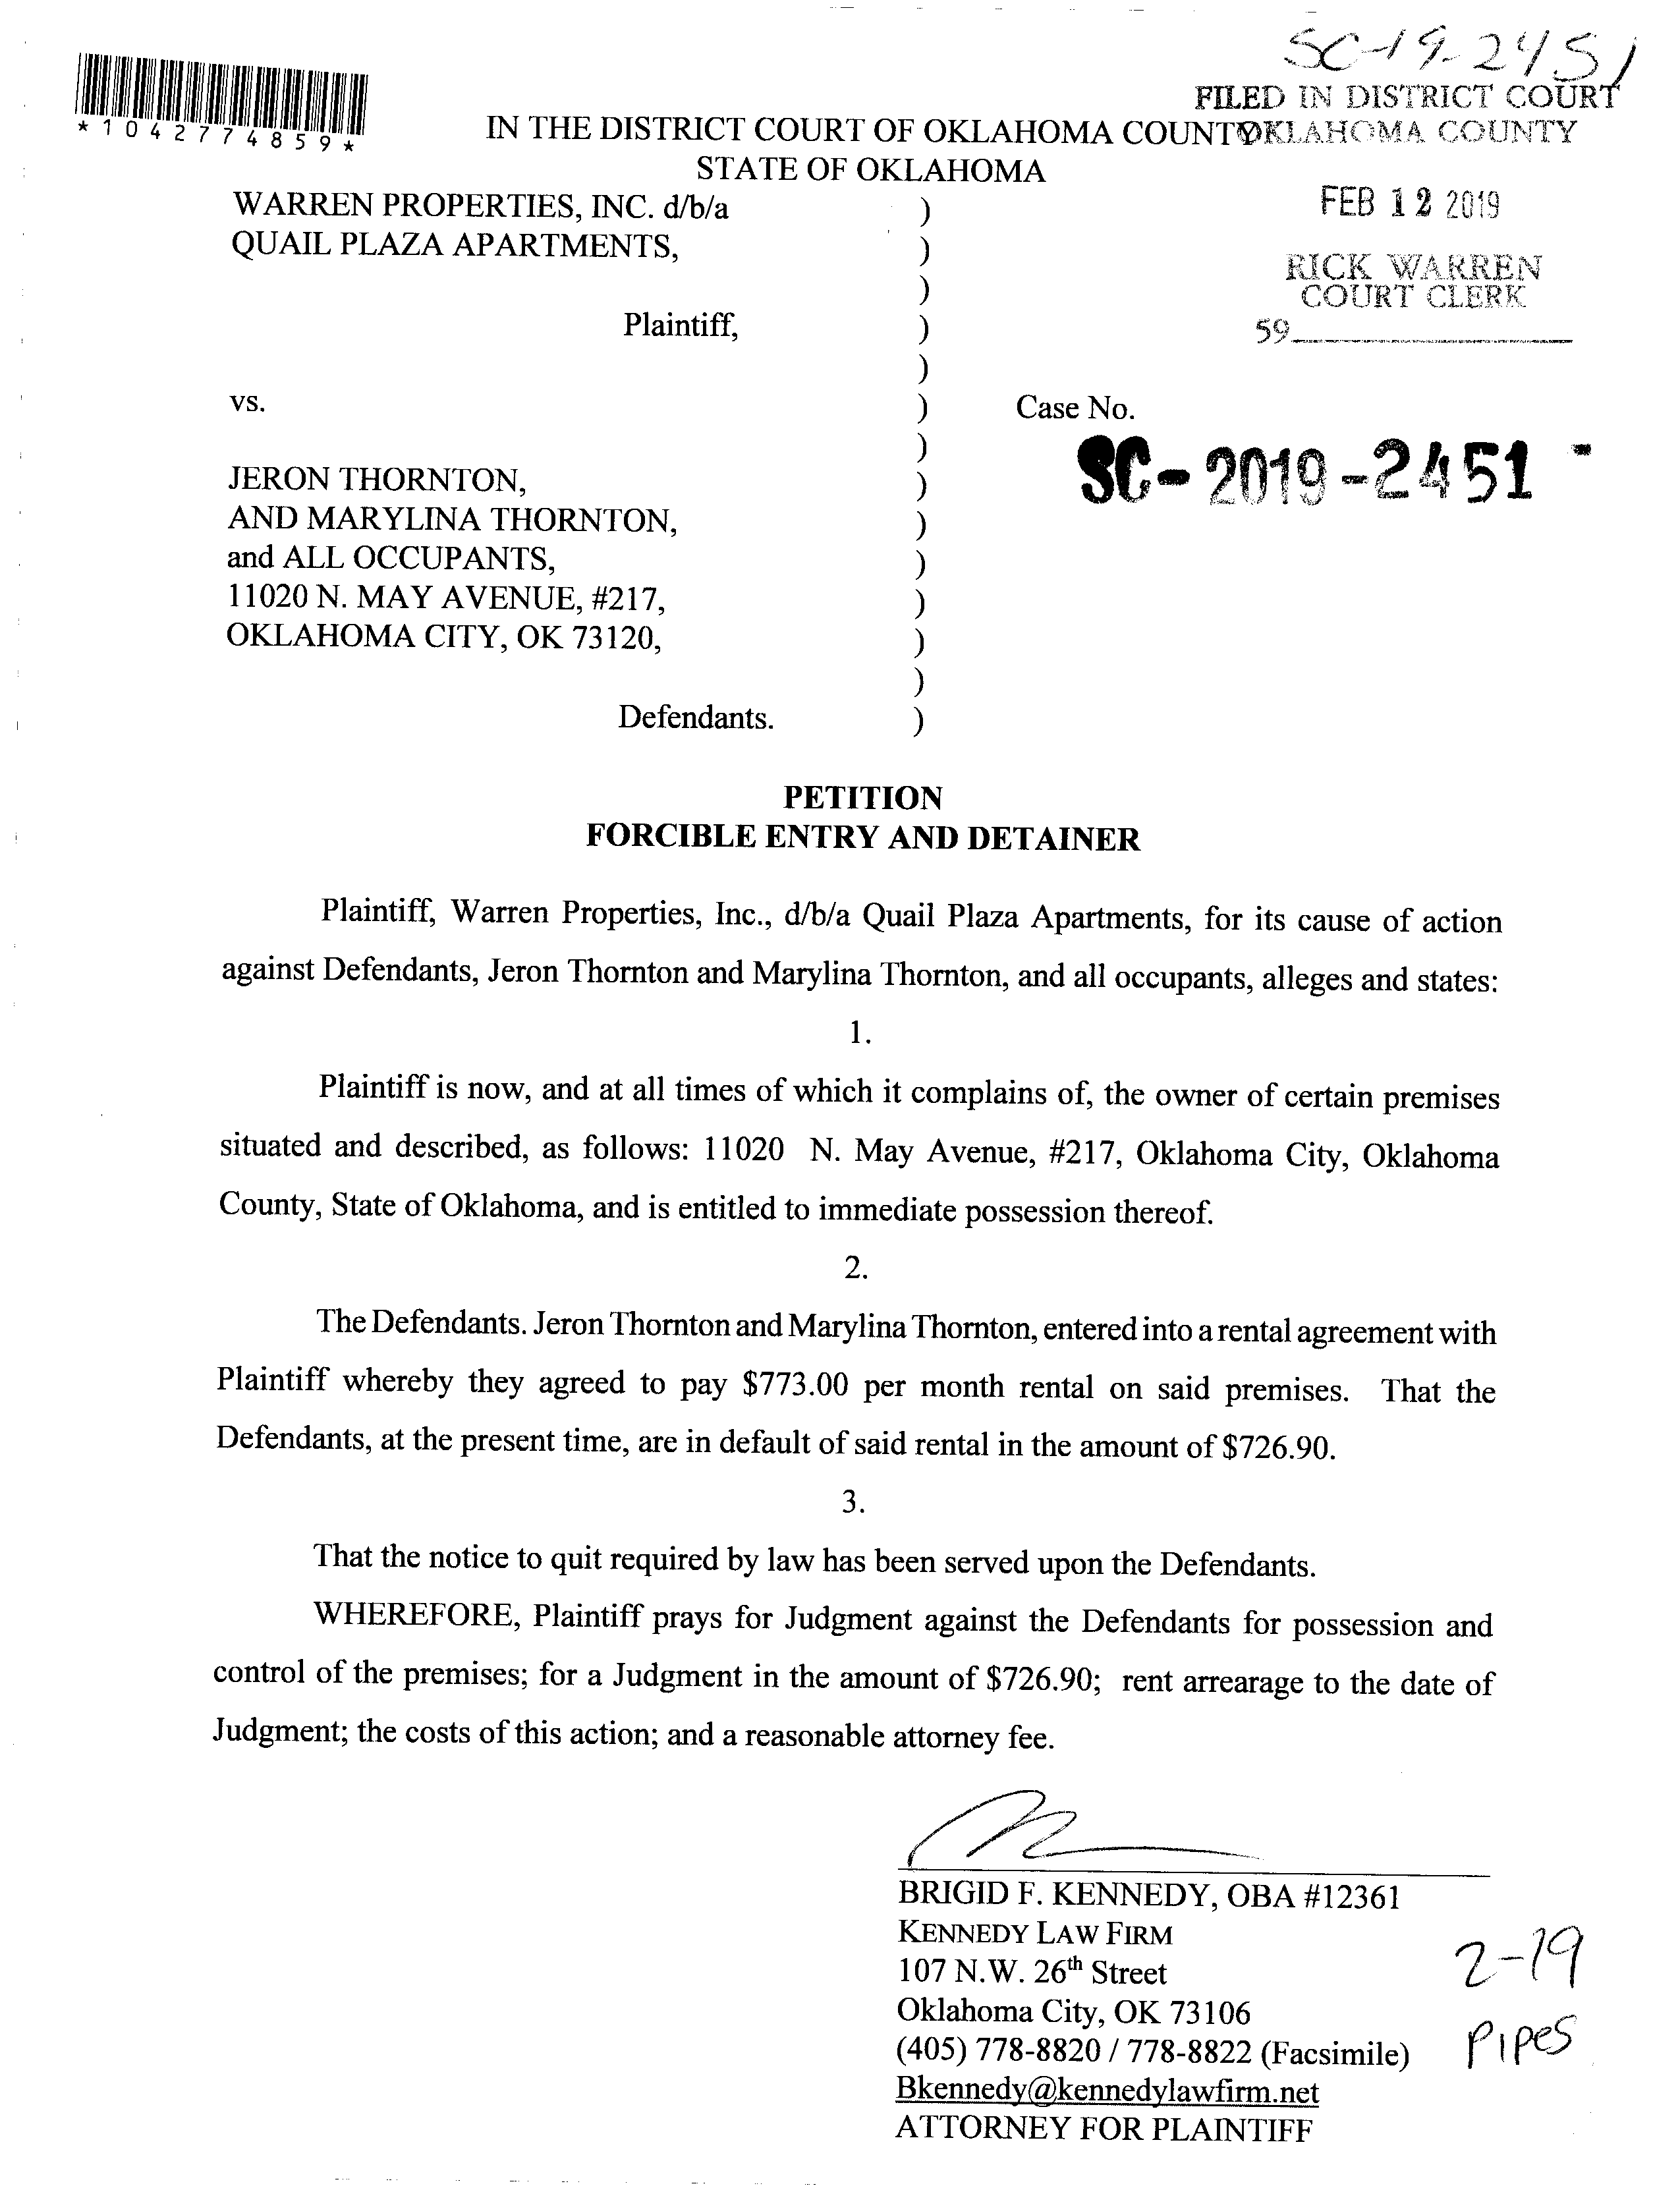 SC-19-2451
FILED IN DISTRICT COURT
OKLAHOMA COUNTY
*1042774859*
IN THE DISTRICT COURT OF OKLAHOMA COUNTY
STATE OF OKLAHOMA
FEB 12 2019
RICK WARREN
COURT CLERK
59
WARREN PROPERTIES, INC. d/b/a )
QUAIL PLAZA APARTMENTS, )
)
Plaintiff, )
)
vs. ) Case No.
) SC-2019-2451
JERON THORNTON, )
AND MARYLINA THORNTON, )
and ALL OCCUPANTS, )
11020 N. MAY AVENUE, #217, )
OKLAHOMA CITY, OK 73120, )
)
Defendants. )
PETITION
FORCIBLE ENTRY AND DETAINER
Plaintiff, Warren Properties, Inc., d/b/a Quail Plaza Apartments, for its cause of action
against Defendants, Jeron Thornton and Marylina Thornton, and all occupants, alleges and states:
1.
Plaintiff is now, and at all times of which it complains of, the owner of certain premises
situated and described, as follows: 11020 N. May Avenue, #217, Oklahoma City, Oklahoma
County, State of Oklahoma, and is entitled to immediate possession thereof.
2.
The Defendants. Jeron Thornton and Marylina Thornton, entered into a rental agreement with
Plaintiff whereby they agreed to pay $773.00 per month rental on said premises. That the
Defendants, at the present time, are in default of said rental in the amount of $726.90.
3.
That the notice to quit required by law has been served upon the Defendants.
WHEREFORE, Plaintiff prays for Judgment against the Defendants for possession and
control of the premises; for a Judgment in the amount of $726.90; rent arrearage to the date of
Judgment; the costs of this action; and a reasonable attorney fee.
BRIGID F. KENNEDY, OBA #12361
KENNEDY LAW FIRM
107 N.W. 26th Street
Oklahoma City, OK 73106
(405) 778-8820 / 778-8822 (Facsimile)
Bkennedy@kennedylawfirm.net
ATTORNEY FOR PLAINTIFF
2-19
PIPES